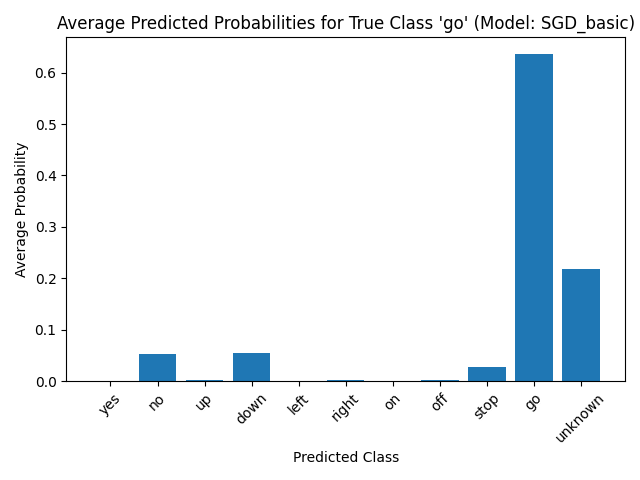 Average Predicted Probabilities for True Class 'go' (Model: SGD_basic)
Average Probability
0.6
0.5
0.4
0.3
0.2
0.1
0.0
yes
no
up
down
left
right
on
off
stop
go
unknown
Predicted Class